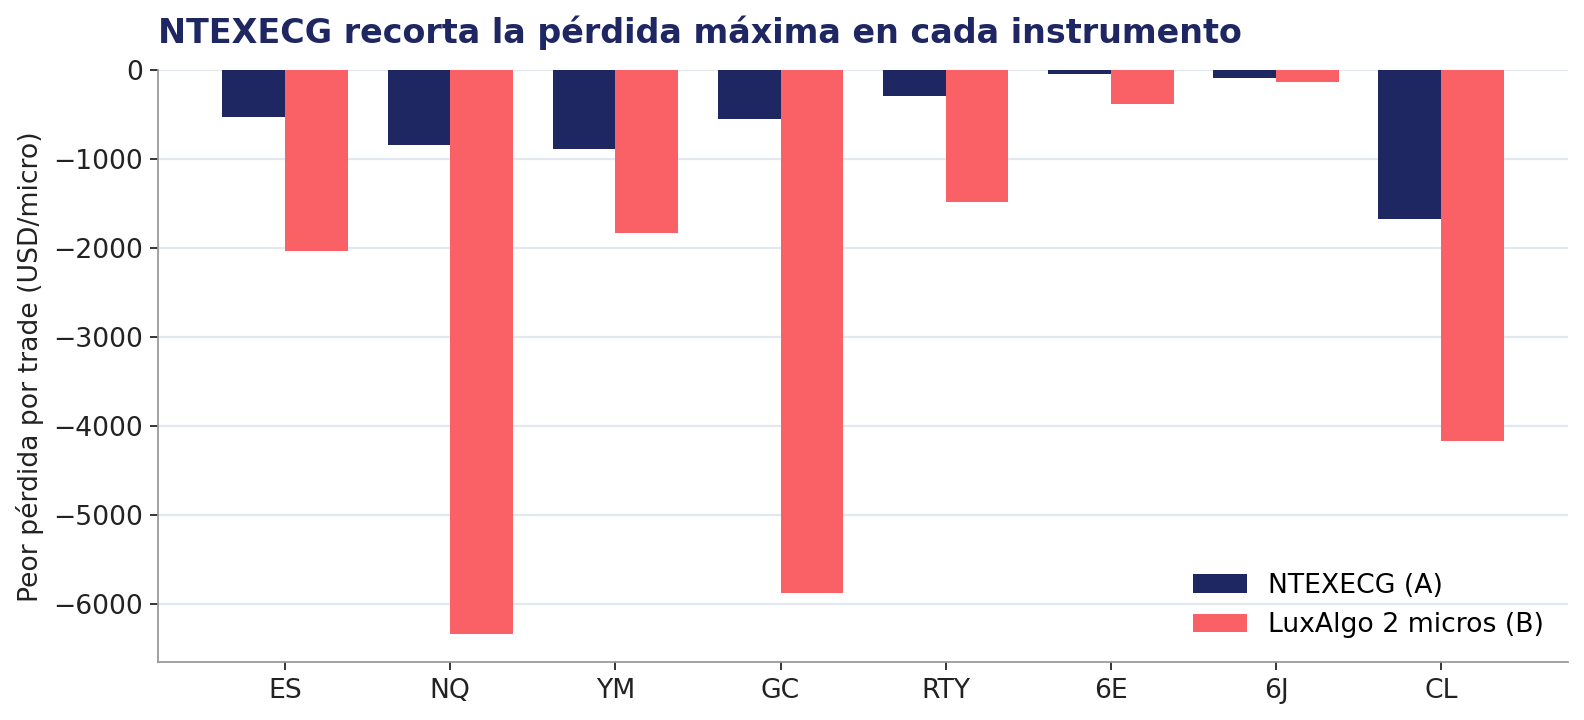 NTEXECG recorta la pérdida máxima en cada instrumento
Peor pérdida por trade (USD/micro)
0
−1000
−2000
−3000
−4000
−5000
−6000
NTEXECG (A)
LuxAlgo 2 micros (B)
ES NQ YM GC RTY 6E 6J CL